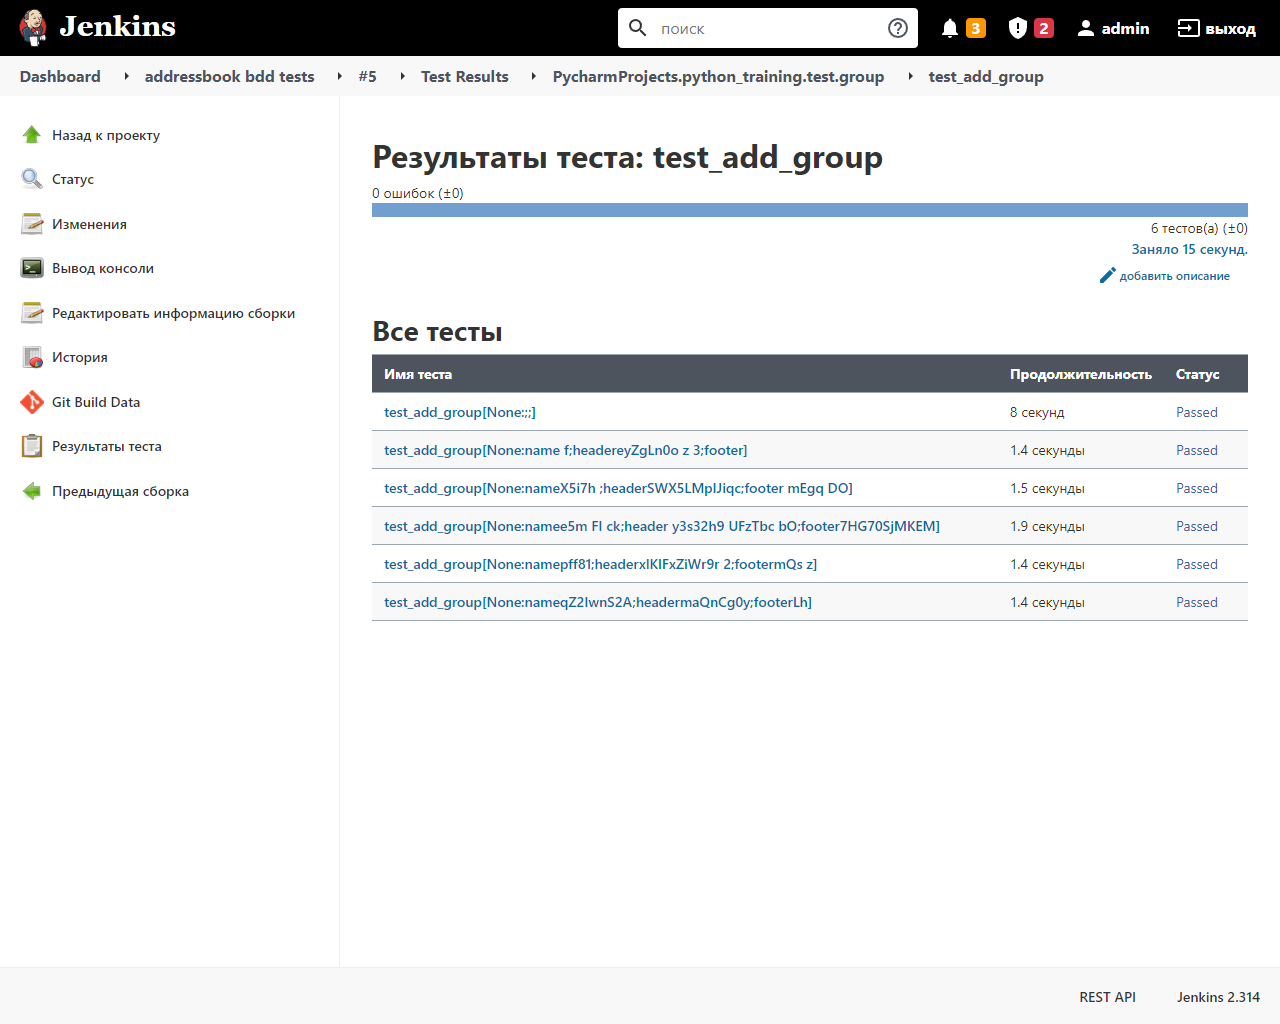 Jenkins
поиск
3
2
admin
выход
Dashboard
addressbook bdd tests
#5
Test Results
PycharmProjects.python_training.test.group
test_add_group
Назад к проекту
Статус
Изменения
Вывод консоли
Редактировать информацию сборки
История
Git Build Data
Результаты теста
Предыдущая сборка
Результаты теста: test_add_group
0 ошибок (±0)
6 тестов(а) (±0)
Заняло 15 секунд.
добавить описание
Все тесты
Имя теста Продолжительность Статус
test_add_group[None:;;] 8 секунд Passed
test_add_group[None:name f;headereyZgLn0o z 3;footer] 1.4 секунды Passed
test_add_group[None:nameX5i7h ;headerSWX5LMpIJiqc;footer mEgq DO] 1.5 секунды Passed
test_add_group[None:namee5m FI ck;header y3s32h9 UFzTbc bO;footer7HG70SjMKEM] 1.9 секунды Passed
test_add_group[None:namepff81;headerxIKIFxZiWr9r 2;footermQs z] 1.4 секунды Passed
test_add_group[None:nameqZ2IwnS2A;headermaQnCg0y;footerLh] 1.4 секунды Passed
REST API
Jenkins 2.314